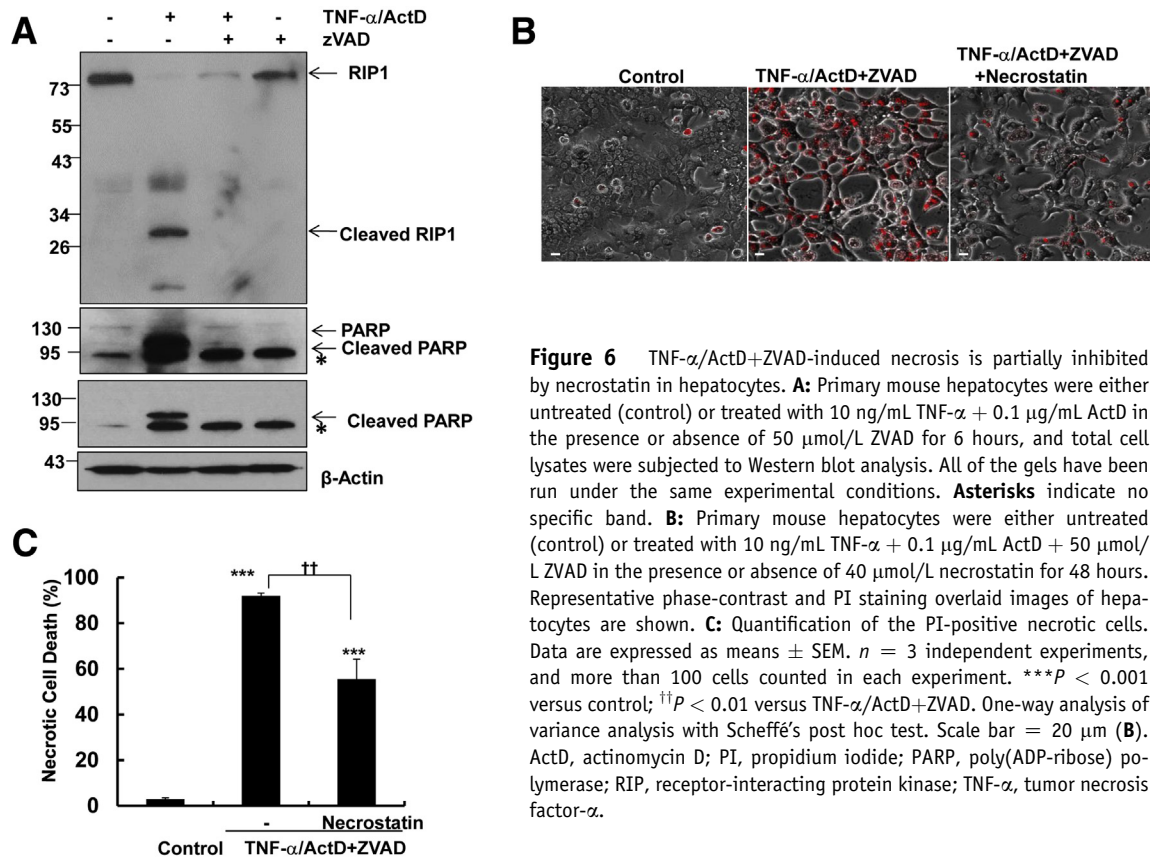 A
- + + - TNF-α/ActD
- - + + zVAD
RIP1
73
55
43
34
Cleaved RIP1
26
130
PARP
Cleaved PARP
95
*
130
Cleaved PARP
95
*
43
β-Actin
B
Control
TNF-α/ActD+ZVAD
TNF-α/ActD+ZVAD
+Necrostatin
C
Necrotic Cell Death (%)
100
80
60
40
20
0
***
††
***
- Necrostatin
Control TNF-α/ActD+ZVAD
Figure 6 TNF-α/ActD+ZVAD-induced necrosis is partially inhibited
by necrostatin in hepatocytes. A: Primary mouse hepatocytes were either
untreated (control) or treated with 10 ng/mL TNF-α + 0.1 μg/mL ActD in
the presence or absence of 50 μmol/L ZVAD for 6 hours, and total cell
lysates were subjected to Western blot analysis. All of the gels have been
run under the same experimental conditions. Asterisks indicate no
specific band. B: Primary mouse hepatocytes were either untreated
(control) or treated with 10 ng/mL TNF-α + 0.1 μg/mL ActD + 50 μmol/
L ZVAD in the presence or absence of 40 μmol/L necrostatin for 48 hours.
Representative phase-contrast and PI staining overlaid images of hepa-
tocytes are shown. C: Quantification of the PI-positive necrotic cells.
Data are expressed as means ± SEM. n = 3 independent experiments,
and more than 100 cells counted in each experiment. ***P < 0.001
versus control; ††P < 0.01 versus TNF-α/ActD+ZVAD. One-way analysis of
variance analysis with Scheffé's post hoc test. Scale bar = 20 μm (B).
ActD, actinomycin D; PI, propidium iodide; PARP, poly(ADP-ribose) po-
lymerase; RIP, receptor-interacting protein kinase; TNF-α, tumor necrosis
factor-α.